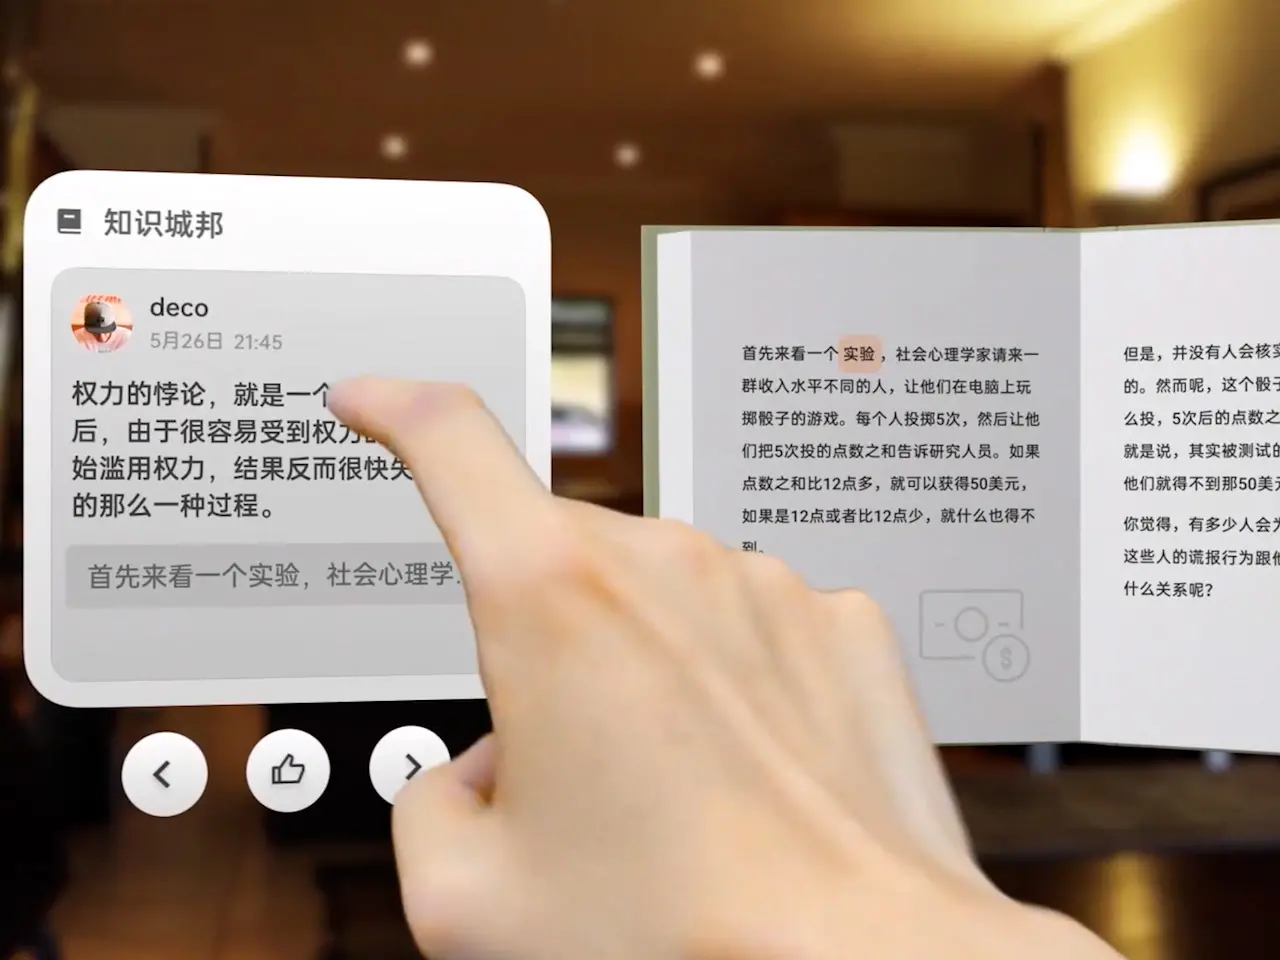 知识城邦
deco
5月26日 21:45
权力的悖论，就是一个
后，由于很容易受到权力
始滥用权力，结果反而很快失
的那么一种过程。
首先来看一个实验，社会心理学...
首先来看一个实验，社会心理学家请来一
群收入水平不同的人，让他们在电脑上玩
掷骰子的游戏。每个人投掷5次，然后让他
们把5次投的点数之和告诉研究人员。如果
点数之和比12点多，就可以获得50美元，
如果是12点或者比12点少，就什么也得不
到。
$
但是，并没有人会核实
的。然而呢，这个骰子
么投，5次后的点数之
就是说，其实被测试的
他们就得不到那50美元
你觉得，有多少人会为
这些人的谎报行为跟他
什么关系呢？